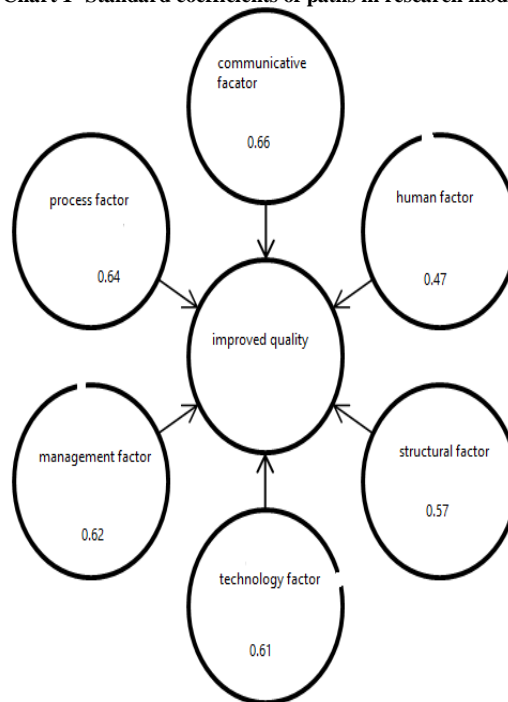 Chart 1 Standard coefficients of paths in research mod
communicative
facator
0.66
process factor
0.64
human factor
0.47
improved quality
management factor
0.62
structural factor
0.57
technology factor
0.61